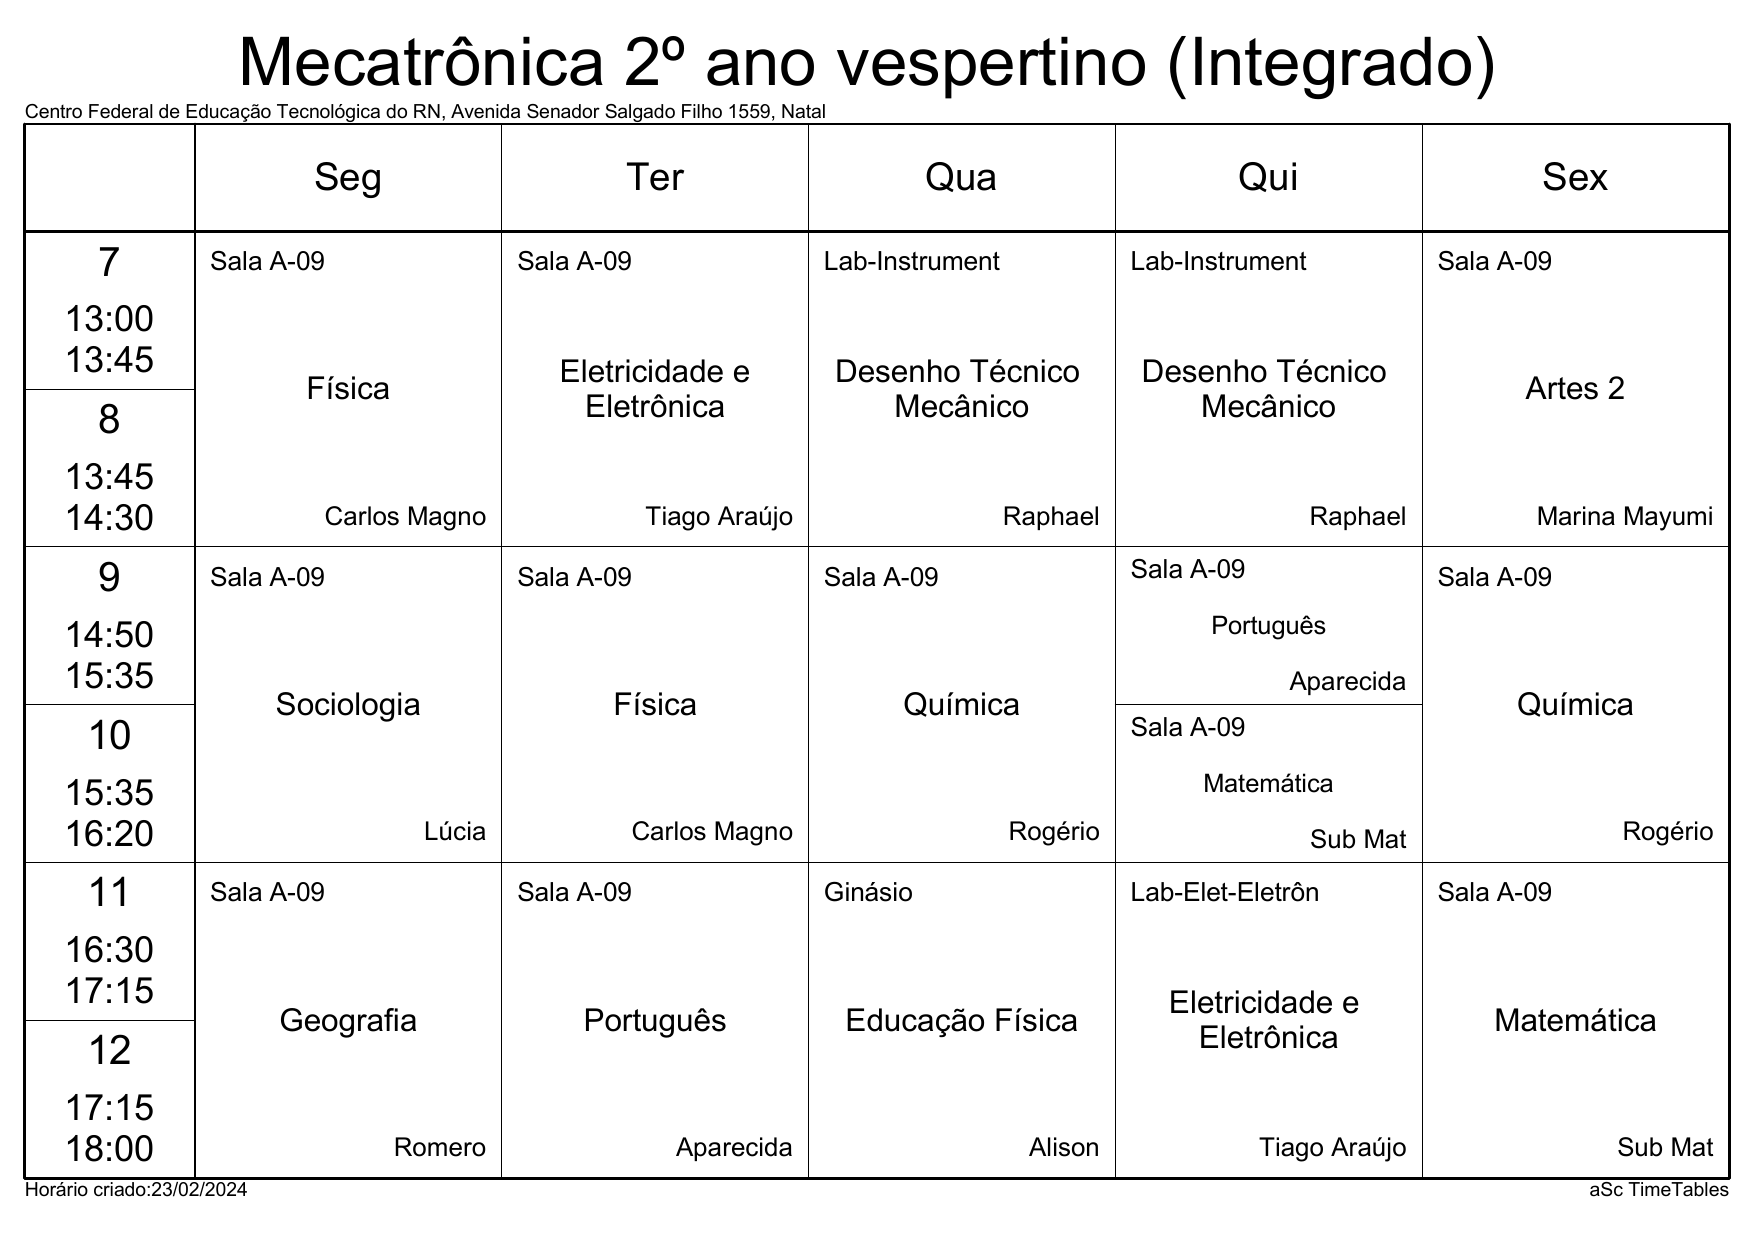 Mecatrônica 2º ano vespertino (Integrado)
Centro Federal de Educação Tecnológica do RN, Avenida Senador Salgado Filho 1559, Natal
Seg Ter Qua Qui Sex
7
13:00
13:45
8
13:45
14:30
Sala A-09
Física
Carlos Magno
Sala A-09
Eletricidade e
Eletrônica
Tiago Araújo
Lab-Instrument
Desenho Técnico
Mecânico
Raphael
Lab-Instrument
Desenho Técnico
Mecânico
Raphael
Sala A-09
Artes 2
Marina Mayumi
9
14:50
15:35
10
15:35
16:20
Sala A-09
Sociologia
Lúcia
Sala A-09
Física
Carlos Magno
Sala A-09
Química
Rogério
Sala A-09
Português
Aparecida
Sala A-09
Matemática
Sub Mat
Sala A-09
Química
Rogério
11
16:30
17:15
12
17:15
18:00
Sala A-09
Geografia
Romero
Sala A-09
Português
Aparecida
Ginásio
Educação Física
Alison
Lab-Elet-Eletrôn
Eletricidade e
Eletrônica
Tiago Araújo
Sala A-09
Matemática
Sub Mat
Horário criado:23/02/2024
aSc TimeTables